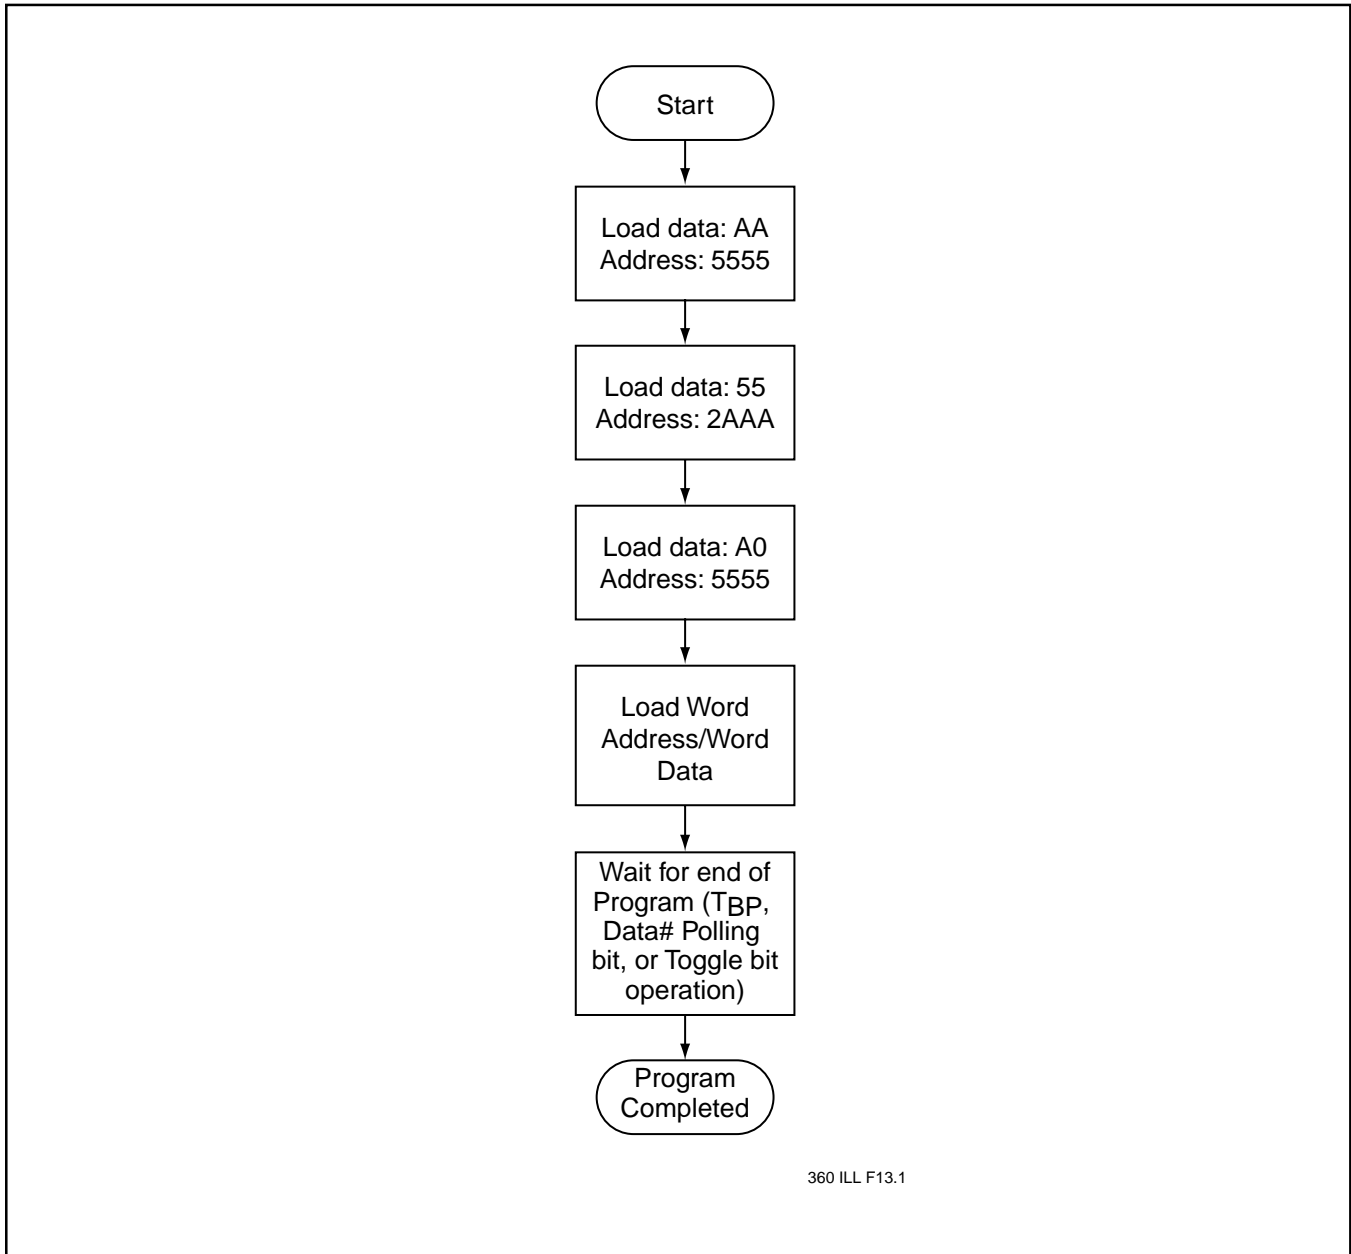 Start
Load data: AA
Address: 5555
Load data: 55
Address: 2AAA
Load data: A0
Address: 5555
Load Word
Address/Word
Data
Wait for end of
Program (TBP,
Data# Polling
bit, or Toggle bit
operation)
Program
Completed
360 ILL F13.1